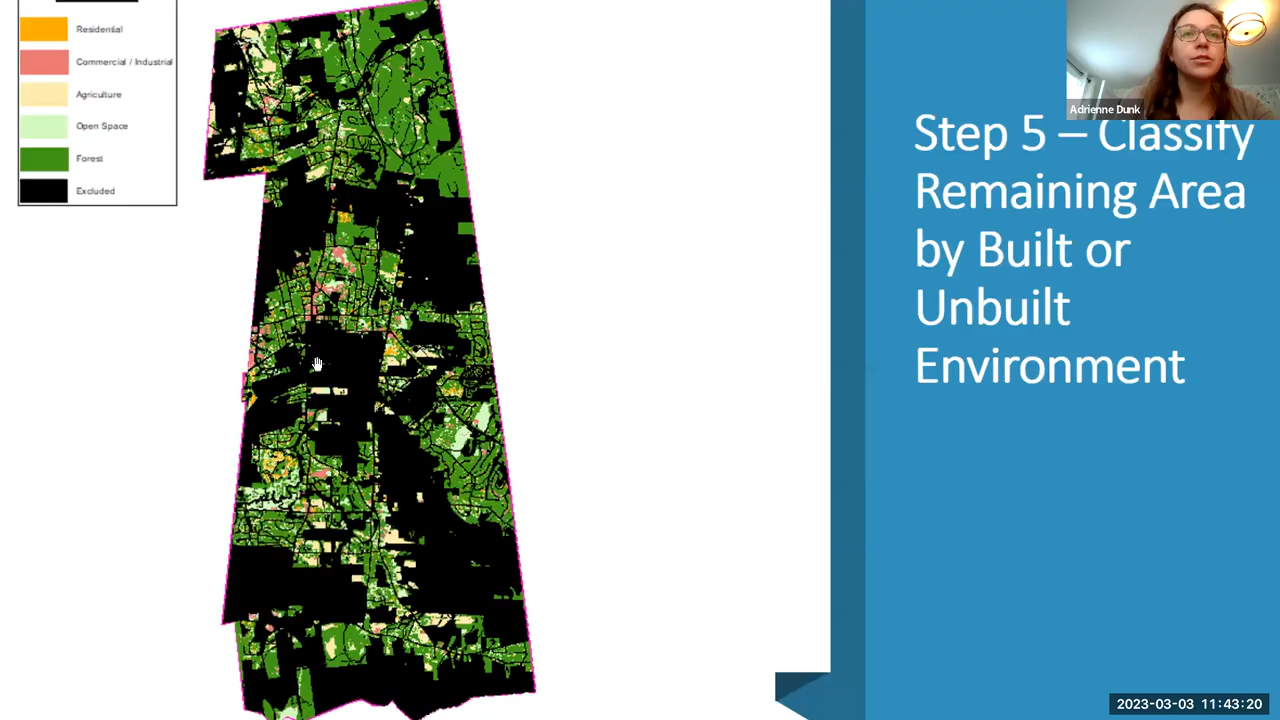 Residential
Commercial / Industrial
Agriculture
Open Space
Forest
Excluded
Adrienne Dunk
Step 5 – Classify
Remaining Area
by Built or
Unbuilt
Environment
2023-03-03 11:43:20